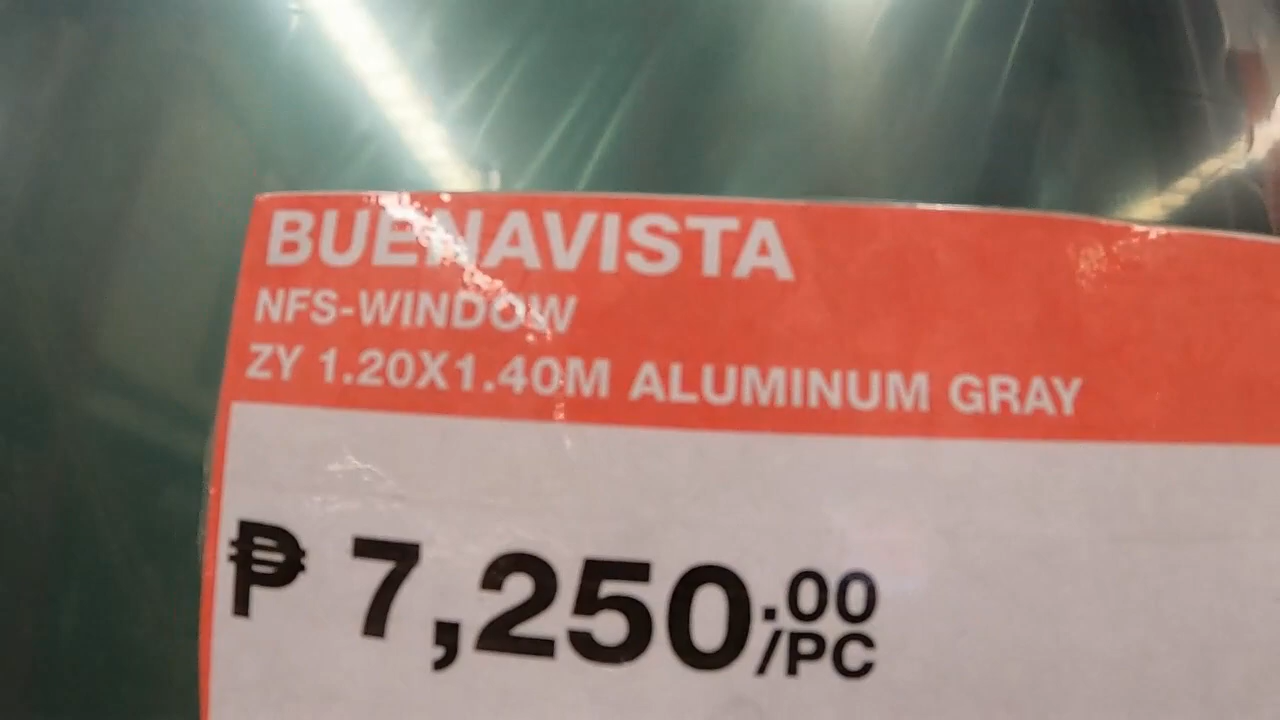 BUENAVISTA
NFS-WINDOW
ZY 1.20X1.40M ALUMINUM GRAY
₱ 7,250.00
/PC